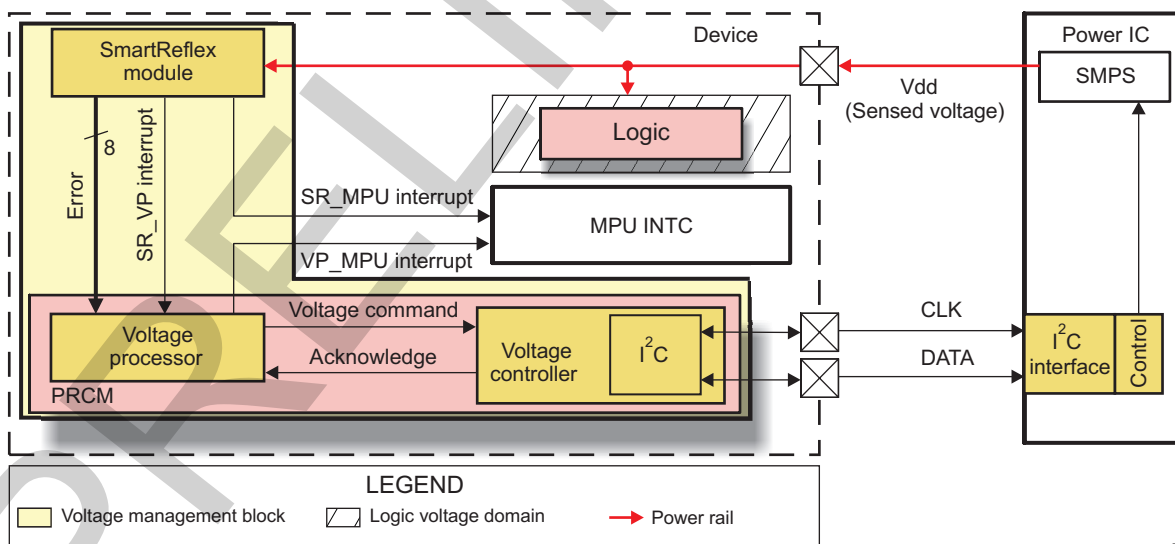 SmartReflex
module
Device
Power IC
SMPS
Vdd
(Sensed voltage)
Logic
8
Error
SR_VP interrupt
SR_MPU interrupt
MPU INTC
VP_MPU interrupt
Voltage command
Voltage
processor
Acknowledge
Voltage
controller
I²C
PRCM
CLK
DATA
I²C
interface
Control
LEGEND
Voltage management block
Logic voltage domain
Power rail
PRELI